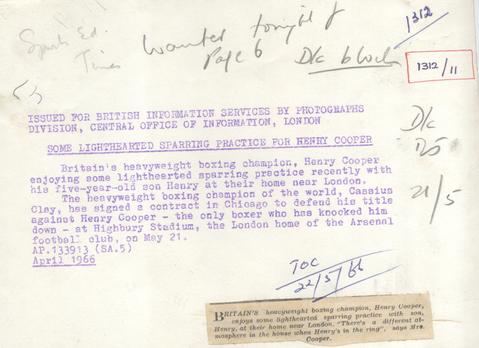 1312
Sports Ed. Wanted tonight f
Times Page 6 D/c block
1312/11
ISSUED FOR BRITISH INFORMATION SERVICES BY PHOTOGRAPHS
DIVISION, CENTRAL OFFICE OF INFORMATION, LONDON
SOME LIGHTHEARTED SPARRING PRACTICE FOR HENRY COOPER
Britain's heavyweight boxing champion, Henry Cooper
enjoying some lighthearted sparring practice recently with
his five-year-old son Henry at their home near London.
The heavyweight boxing champion of the world, Cassius
Clay, has signed a contract in Chicago to defend his title
against Henry Cooper - the only boxer who has knocked him
down - at Highbury Stadium, the London home of the Arsenal
football club, on May 21.
AP.133913 (SA.5)
April 1966
D/c
21/5
TOC
22/5/66
BRITAIN'S heavyweight boxing champion, Henry Cooper,
enjoys some lighthearted sparring practice with son,
Henry, at their home near London. "There's a different at-
mosphere in the house when Henry's in the ring", says Mrs.
Cooper.